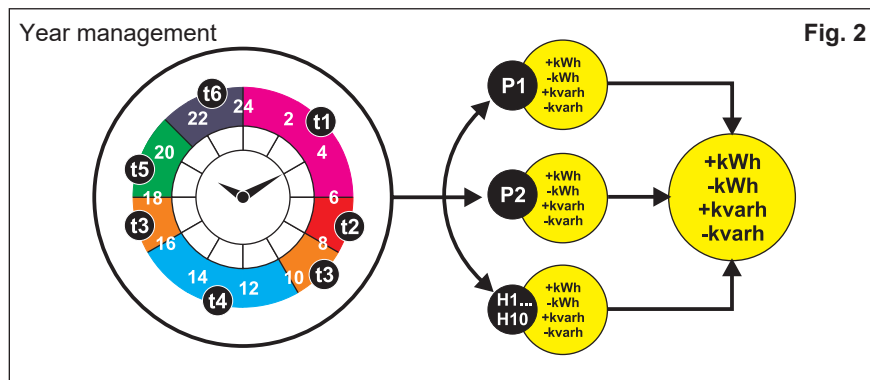 Year management
Fig. 2
24
2
4
6
8
10
12
14
16
18
20
22
t1
t2
t3
t4
t3
t5
t6
P1
+kWh
-kWh
+kvarh
-kvarh
P2
+kWh
-kWh
+kvarh
-kvarh
H1...
H10
+kWh
-kWh
+kvarh
-kvarh
+kWh
-kWh
+kvarh
-kvarh